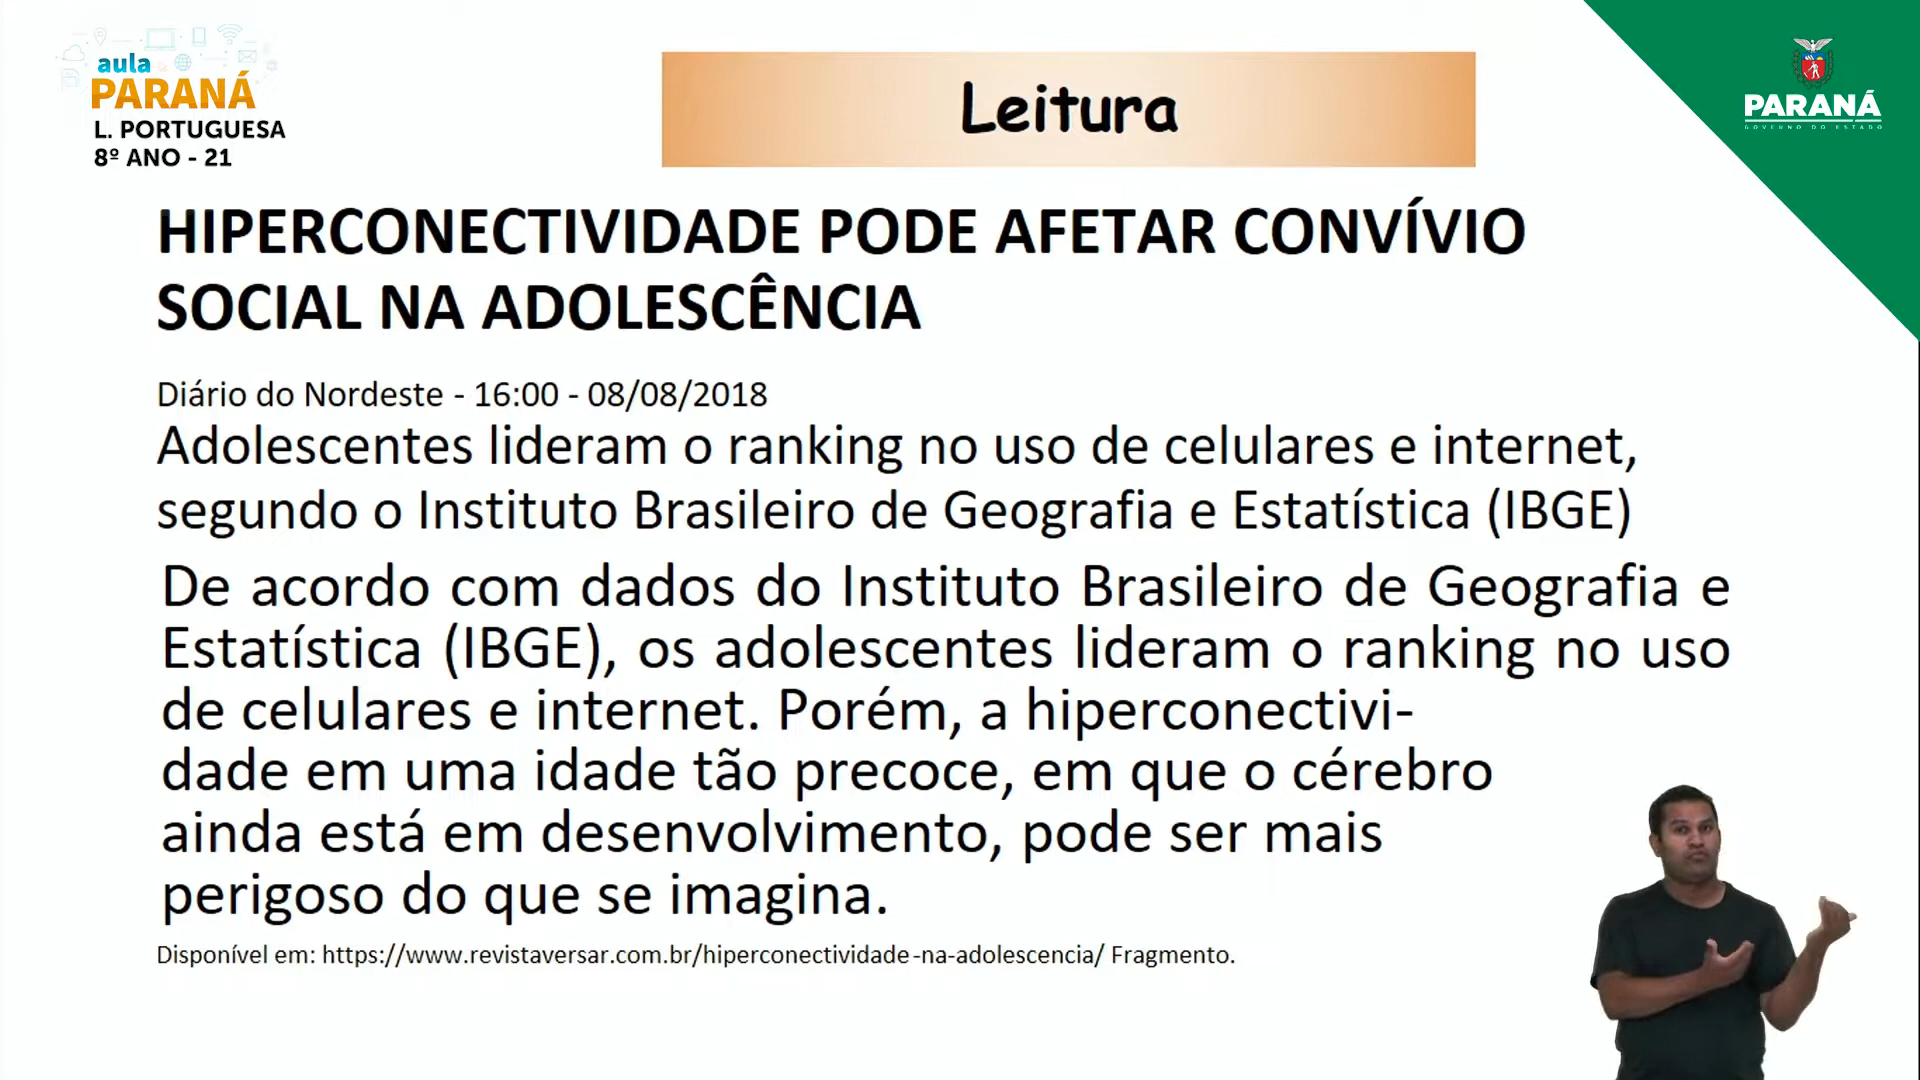 aula
PARANÁ
L. PORTUGUESA
8º ANO - 21
Leitura
PARANÁ
GOVERNO DO ESTADO
HIPERCONECTIVIDADE PODE AFETAR CONVÍVIO
SOCIAL NA ADOLESCÊNCIA
Diário do Nordeste - 16:00 - 08/08/2018
Adolescentes lideram o ranking no uso de celulares e internet,
segundo o Instituto Brasileiro de Geografia e Estatística (IBGE)
De acordo com dados do Instituto Brasileiro de Geografia e
Estatística (IBGE), os adolescentes lideram o ranking no uso
de celulares e internet. Porém, a hiperconectivi-
dade em uma idade tão precoce, em que o cérebro
ainda está em desenvolvimento, pode ser mais
perigoso do que se imagina.
Disponível em: https://www.revistaversar.com.br/hiperconectividade-na-adolescencia/ Fragmento.